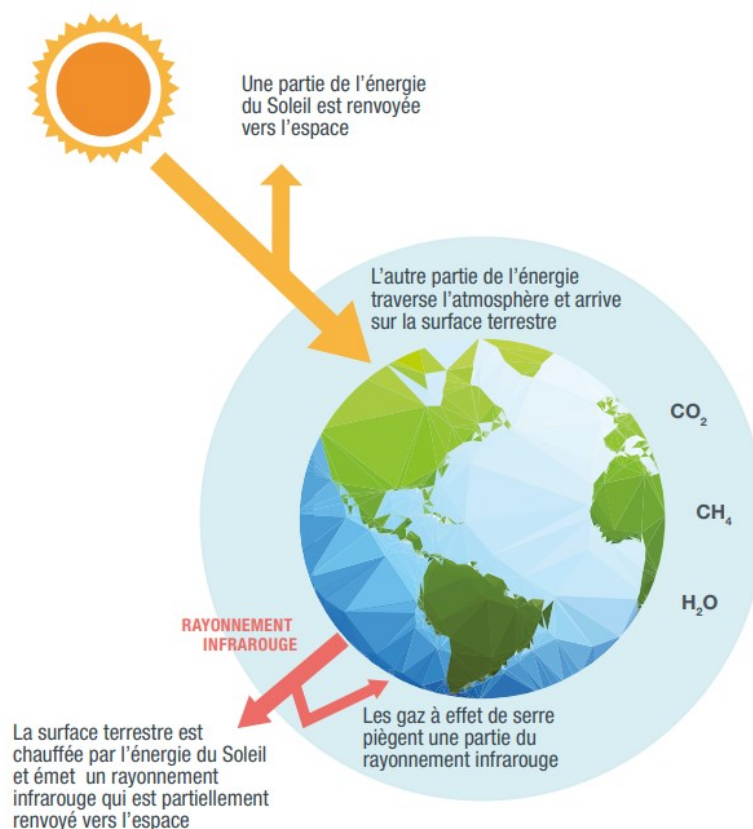 Une partie de l’énergie
du Soleil est renvoyée
vers l’espace
L’autre partie de l’énergie
traverse l’atmosphère et arrive
sur la surface terrestre
CO₂
CH₄
H₂O
RAYONNEMENT
INFRAROUGE
La surface terrestre est
chauffée par l’énergie du Soleil
et émet un rayonnement
infrarouge qui est partiellement
renvoyé vers l’espace
Les gaz à effet de serre
piègent une partie du
rayonnement infrarouge